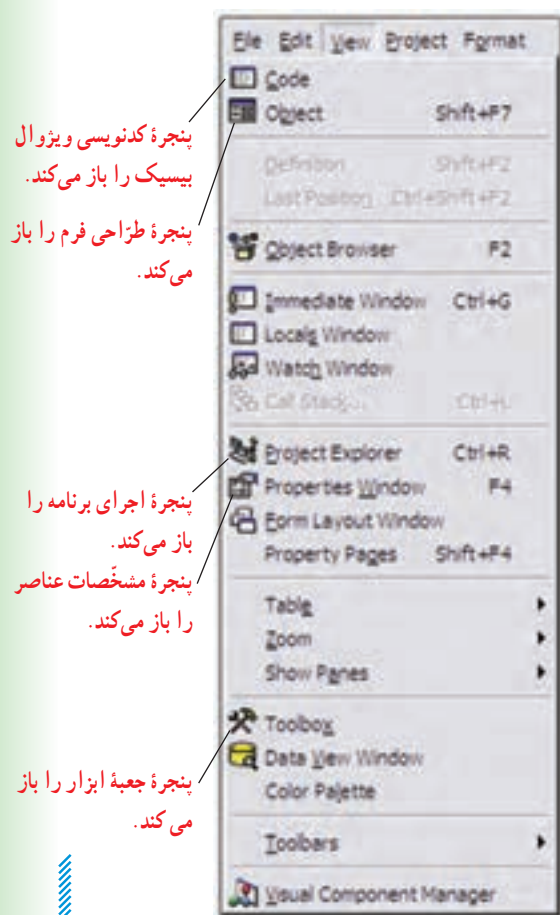 File Edit View Project Format
Code
Object Shift+F7
Definition Shift+F2
Last Position Ctrl+Shift+F2
Object Browser F2
Immediate Window Ctrl+G
Locals Window
Watch Window
Call Stack... Ctrl+L
Project Explorer Ctrl+R
Properties Window F4
Form Layout Window
Property Pages Shift+F4
Table
Zoom
Show Panes
Toolbox
Data View Window
Color Palette
Toolbars
Visual Component Manager
پنجرهٔ کدنویسی ویژوال
بیسیک را باز می‌کند.
پنجرهٔ طرّاحی فرم را باز
می‌کند.
پنجرهٔ اجرای برنامه را
باز می‌کند.
پنجرهٔ مشخّصات عناصر
را باز می‌کند.
پنجرهٔ جعبهٔ ابزار را باز
می کند.